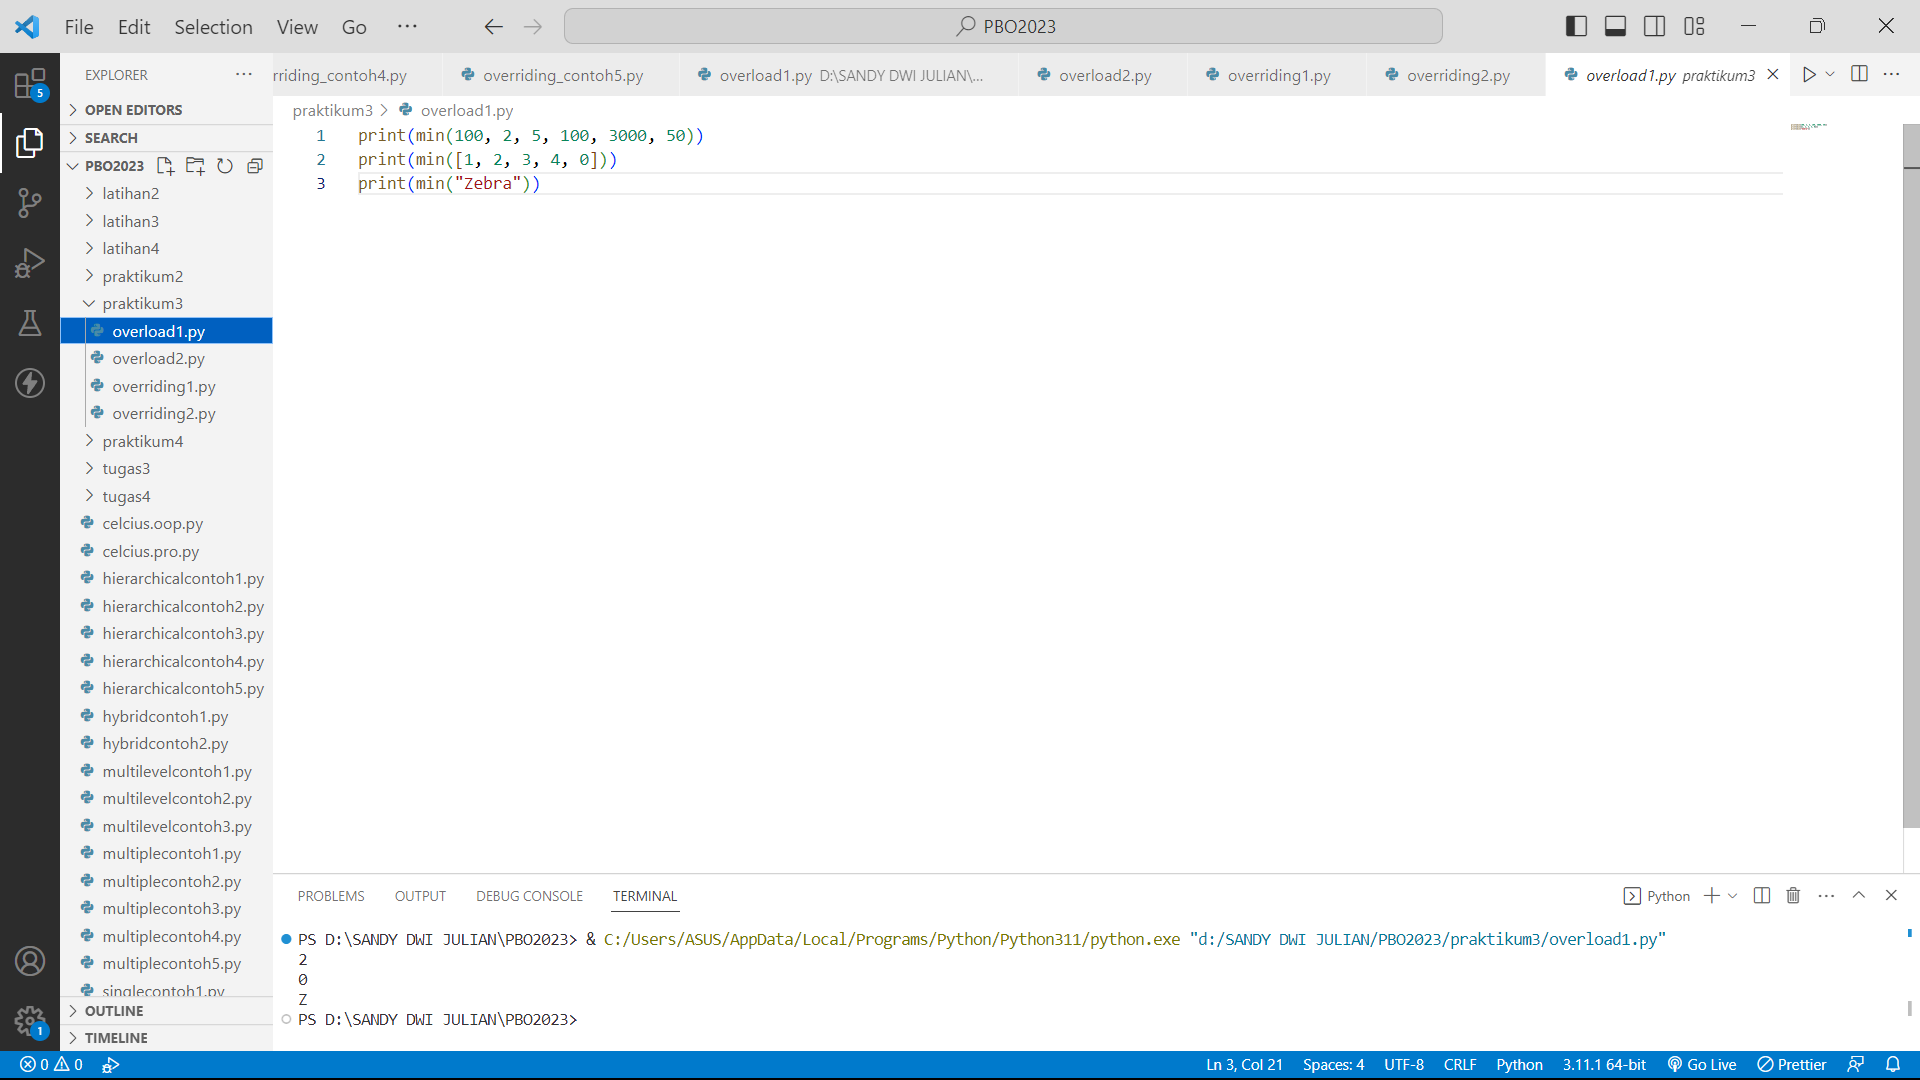 File Edit Selection View Go ··· PBO2023
EXPLORER ···
OPEN EDITORS
SEARCH
PBO2023
latihan2
latihan3
latihan4
praktikum2
praktikum3
overload1.py
overload2.py
overriding1.py
overriding2.py
praktikum4
tugas3
tugas4
celcius.oop.py
celcius.pro.py
hierarchicalcontoh1.py
hierarchicalcontoh2.py
hierarchicalcontoh3.py
hierarchicalcontoh4.py
hierarchicalcontoh5.py
hybridcontoh1.py
hybridcontoh2.py
multilevelcontoh1.py
multilevelcontoh2.py
multilevelcontoh3.py
multiplecontoh1.py
multiplecontoh2.py
multiplecontoh3.py
multiplecontoh4.py
multiplecontoh5.py
singlecontoh1.py
OUTLINE
TIMELINE
5
1
rriding_contoh4.py overriding_contoh5.py overload1.py D:\SANDY DWI JULIAN\... overload2.py overriding1.py overriding2.py overload1.py praktikum3
praktikum3 > overload1.py
1 print(min(100, 2, 5, 100, 3000, 50))
2 print(min([1, 2, 3, 4, 0]))
3 print(min("Zebra"))
PROBLEMS OUTPUT DEBUG CONSOLE TERMINAL Python
PS D:\SANDY DWI JULIAN\PBO2023> & C:/Users/ASUS/AppData/Local/Programs/Python/Python311/python.exe "d:/SANDY DWI JULIAN/PBO2023/praktikum3/overload1.py"
2
0
Z
PS D:\SANDY DWI JULIAN\PBO2023>
0 0 Ln 3, Col 21 Spaces: 4 UTF-8 CRLF Python 3.11.1 64-bit Go Live Prettier